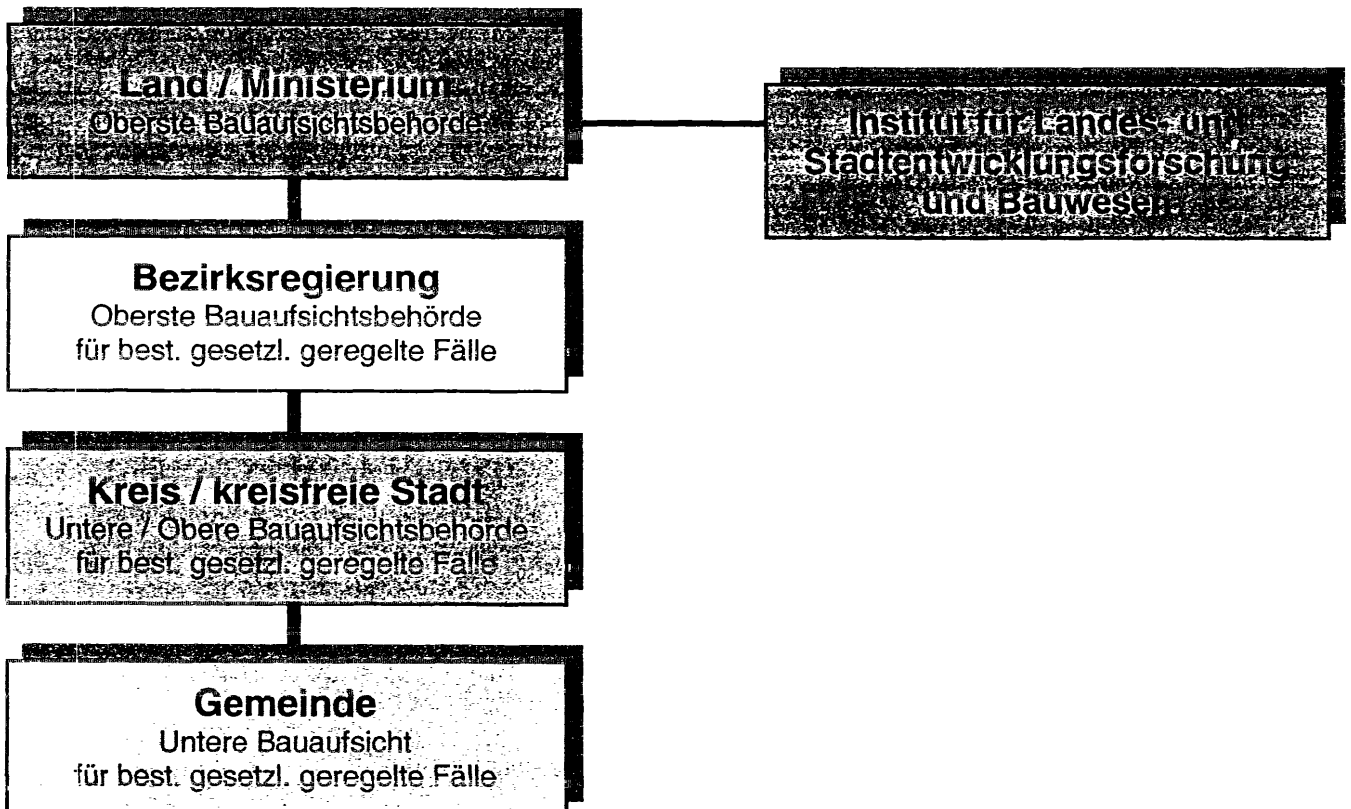 Land / Ministerium
Oberste Bauaufsichtsbehörde
Institut für Landes- und
Stadtentwicklungsforschung
und Bauwesen
Bezirksregierung
Oberste Bauaufsichtsbehörde
für best. gesetzl. geregelte Fälle
Kreis / kreisfreie Stadt
Untere / Obere Bauaufsichtsbehörde
für best. gesetzl. geregelte Fälle
Gemeinde
Untere Bauaufsicht
für best. gesetzl. geregelte Fälle